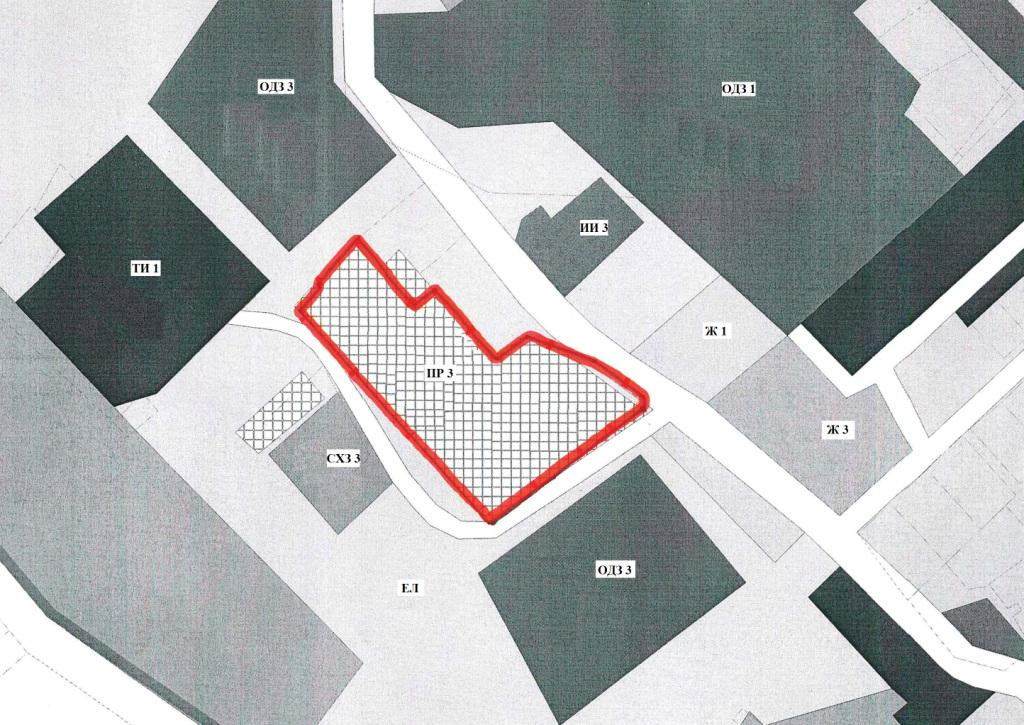 ОДЗ 3
ОДЗ 1
ИИ 3
ТИ 1
Ж 1
ПР 3
Ж 3
СХЗ 3
ОДЗ 3
ЕЛ